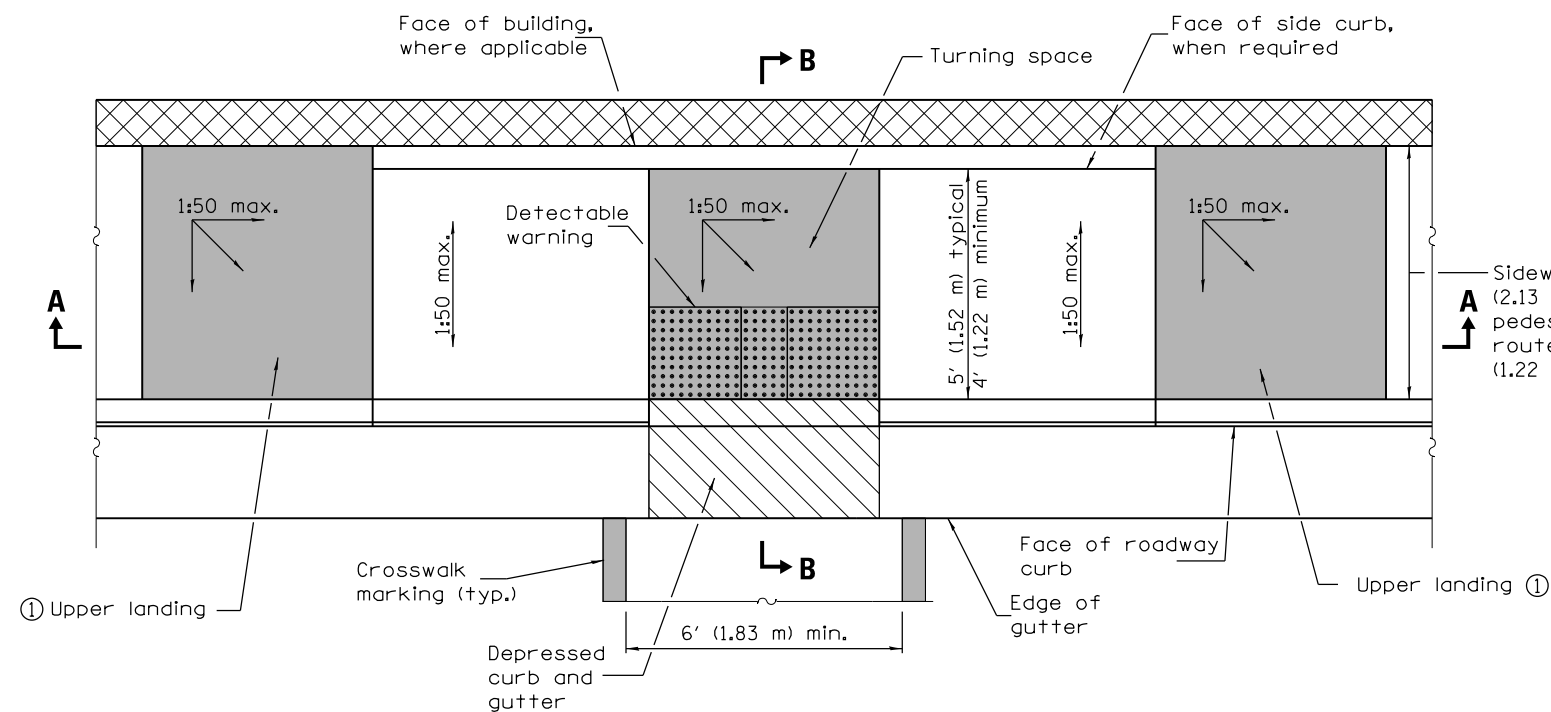 Face of building,
where applicable
B
Turning space
Face of side curb,
when required
1:50 max.
Detectable
warning
1:50 max.
1:50 max.
1:50 max.
5' (1.52 m) typical
4' (1.22 m) minimum
1:50 max.
A
A
(2.13
(1.22
Crosswalk
marking (typ.)
B
Face of roadway
curb
① Upper landing
Upper landing ①
Edge of
gutter
6' (1.83 m) min.
Depressed
curb and
gutter